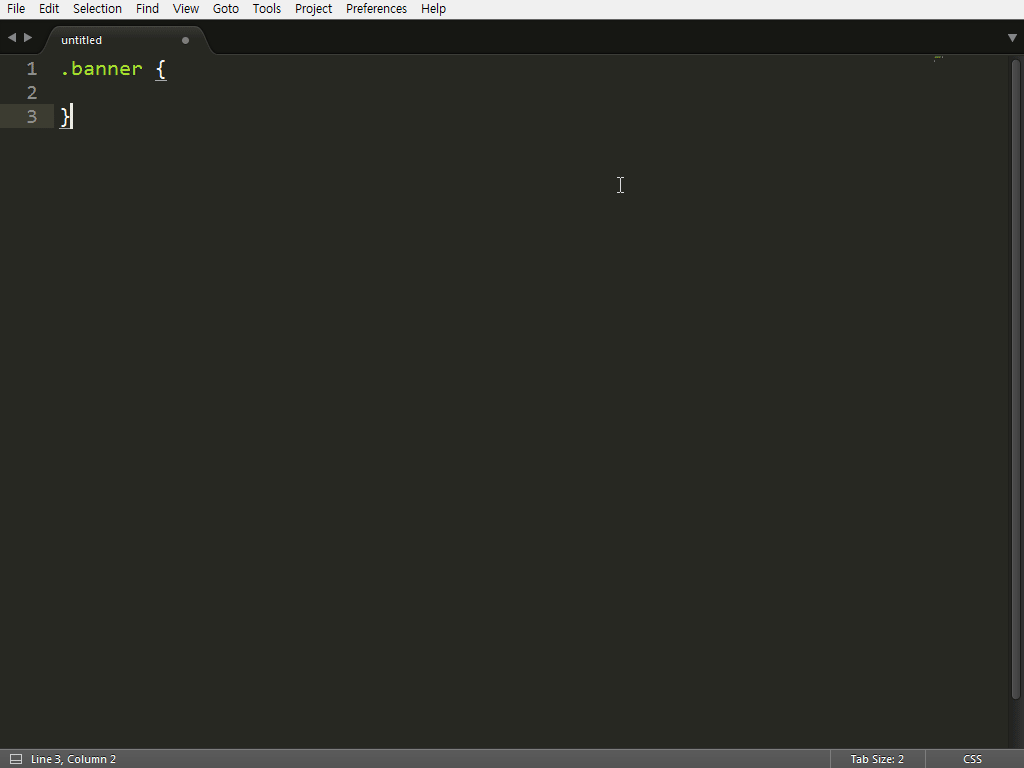 File Edit Selection Find View Goto Tools Project Preferences Help
untitled
1 .banner {
2
3 }
Line 3, Column 2 Tab Size: 2 CSS